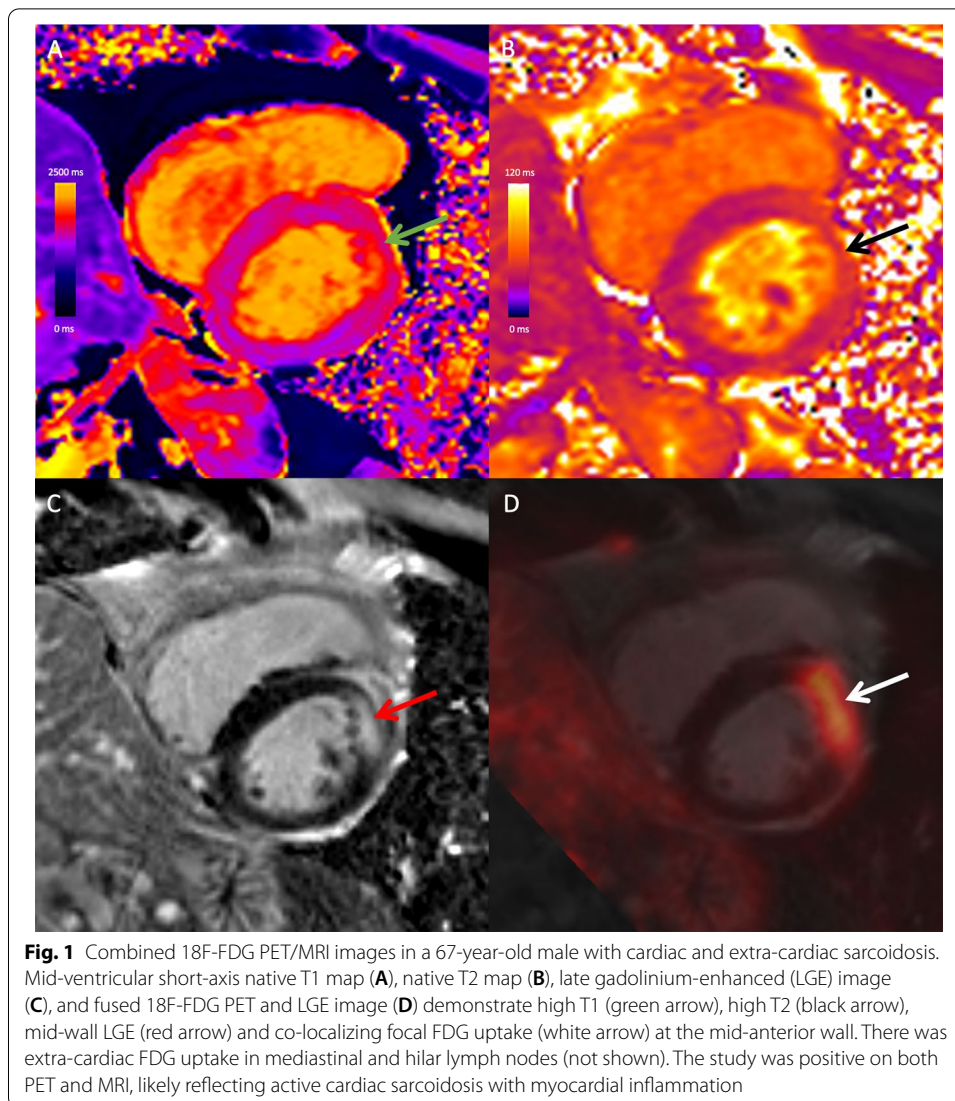 A
B
2500 ms
0 ms
120 ms
0 ms
C
D
Fig. 1 Combined 18F-FDG PET/MRI images in a 67-year-old male with cardiac and extra-cardiac sarcoidosis.
Mid-ventricular short-axis native T1 map (A), native T2 map (B), late gadolinium-enhanced (LGE) image
(C), and fused 18F-FDG PET and LGE image (D) demonstrate high T1 (green arrow), high T2 (black arrow),
mid-wall LGE (red arrow) and co-localizing focal FDG uptake (white arrow) at the mid-anterior wall. There was
extra-cardiac FDG uptake in mediastinal and hilar lymph nodes (not shown). The study was positive on both
PET and MRI, likely reflecting active cardiac sarcoidosis with myocardial inflammation